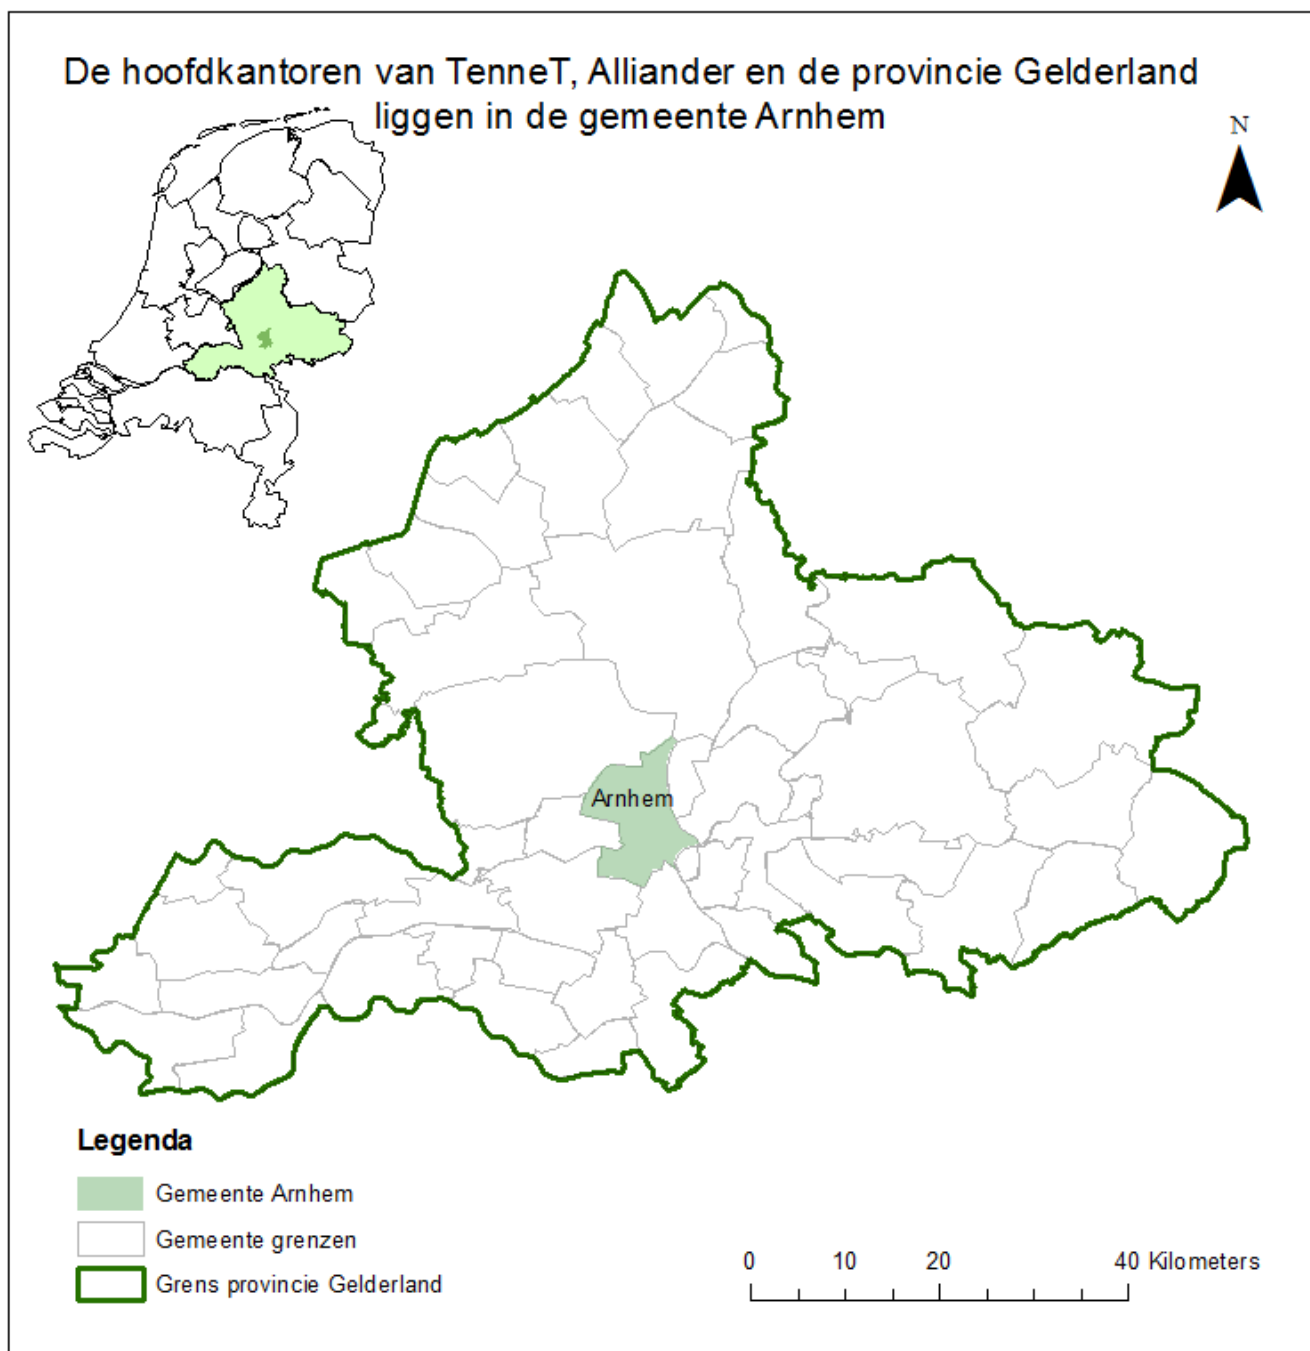 De hoofdkantoren van TenneT, Alliander en de provincie Gelderland
liggen in de gemeente Arnhem
N
Arnhem
Legenda
Gemeente Arnhem
Gemeente grenzen
Grens provincie Gelderland
0 10 20 40 Kilometers